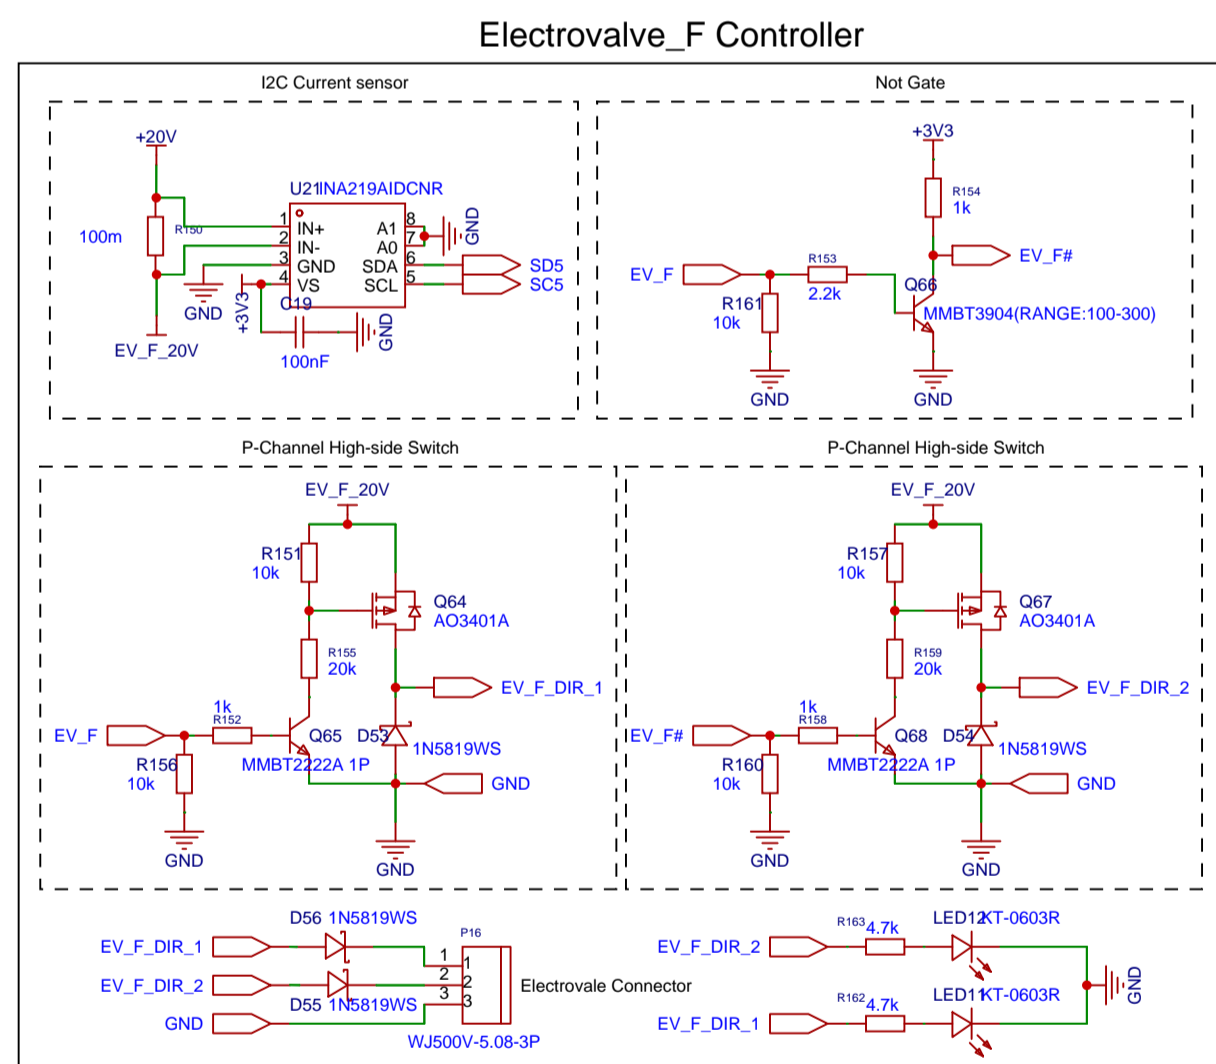 Electrovalve_F Controller
I2C Current sensor
+20V
100m
R150
EV_F_20V
U21 INA219AIDCNR
1 IN+
2 IN-
3 GND
4 VS
A1 8
A0 7
SDA 6
SCL 5
GND
SD5
SC5
GND
+3V3
C19
100nF
GND
Not Gate
+3V3
R154
1k
EV_F#
EV_F
R153
2.2k
R161
10k
Q66
MMBT3904(RANGE:100-300)
GND
GND
P-Channel High-side Switch
EV_F_20V
R151
10k
Q64
AO3401A
R155
20k
EV_F_DIR_1
EV_F
1k
R152
Q65
MMBT2222A 1P
D53
1N5819WS
R156
10k
GND
GND
GND
P-Channel High-side Switch
EV_F_20V
R157
10k
Q67
AO3401A
R159
20k
EV_F_DIR_2
EV_F#
1k
R158
Q68
MMBT2222A 1P
D54
1N5819WS
R160
10k
GND
GND
GND
D56 1N5819WS
EV_F_DIR_1
EV_F_DIR_2
D55 1N5819WS
GND
P16
1 1
2 2
3 3
WJ500V-5.08-3P
Electrovale Connector
EV_F_DIR_2
R163 4.7k
LED12 KT-0603R
EV_F_DIR_1
R162 4.7k
LED11 KT-0603R
GND